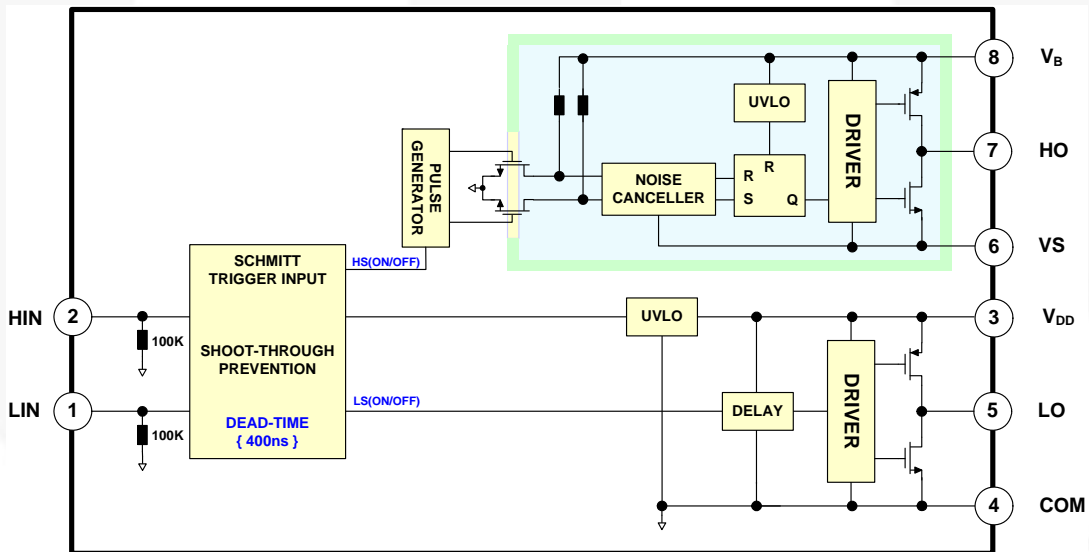 8
V_B
UVLO
DRIVER
PULSE
GENERATOR
7
HO
NOISE
CANCELLER
R
R
S
Q
6
VS
HS(ON/OFF)
SCHMITT
TRIGGER INPUT
HIN
2
100K
UVLO
3
V_DD
SHOOT-THROUGH
PREVENTION
DRIVER
LIN
1
LS(ON/OFF)
DELAY
5
LO
100K
DEAD-TIME
{ 400ns }
4
COM